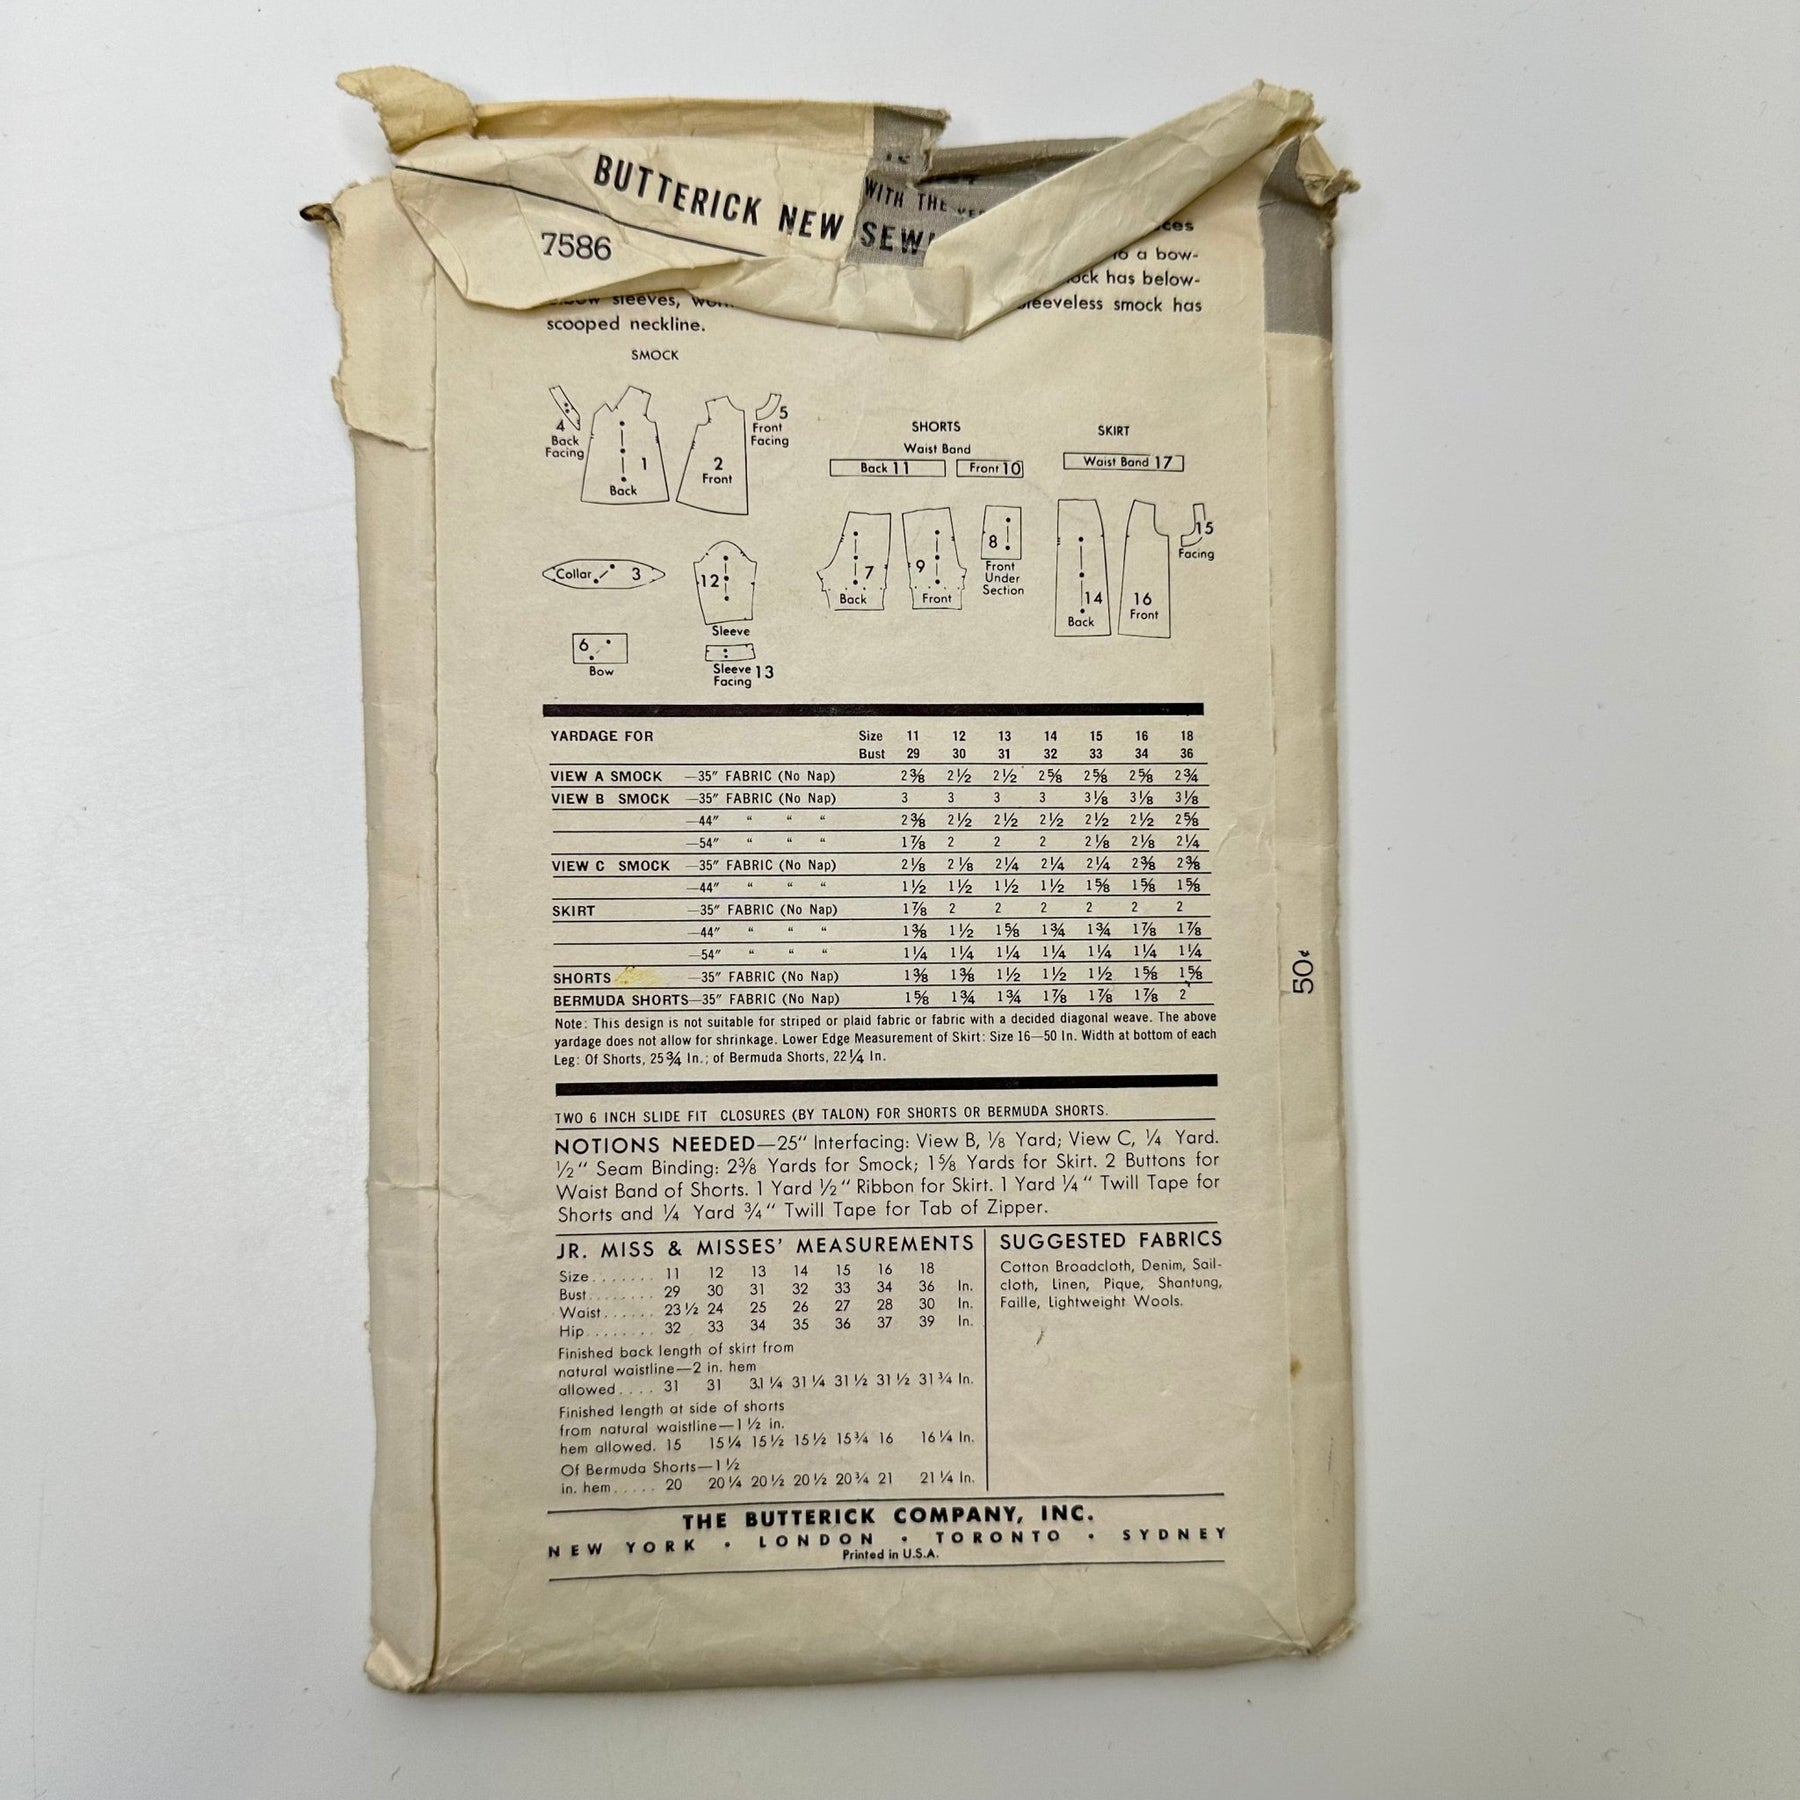 BUTTERICK NEW SEW
WITH THE
7586
ces
to a bow-
ock has below-
elbow sleeves,
sleeveless smock has
scooped neckline.
SMOCK
4
Back
Facing
1
Back
2
Front
5
Front
Facing
Collar 3
12
Sleeve
6
Bow
Sleeve 13
Facing
SHORTS
Waist Band
Back 11 Front 10
7
Back
9
Front
8
Front
Under
Section
SKIRT
Waist Band 17
14
Back
16
Front
15
Facing
YARDAGE FOR Size 11 12 13 14 15 16 18
Bust 29 30 31 32 33 34 36
VIEW A SMOCK —35″ FABRIC (No Nap) 2⅜ 2½ 2½ 2⅝ 2⅝ 2⅝ 2¾
VIEW B SMOCK —35″ FABRIC (No Nap) 3 3 3 3 3⅛ 3⅛ 3⅛
—44″ “ “ “ 2⅜ 2½ 2½ 2½ 2½ 2½ 2⅝
—54″ “ “ “ 1⅞ 2 2 2 2⅛ 2⅛ 2¼
VIEW C SMOCK —35″ FABRIC (No Nap) 2⅛ 2⅛ 2¼ 2¼ 2¼ 2⅜ 2⅜
—44″ “ “ “ 1½ 1½ 1½ 1½ 1⅝ 1⅝ 1⅝
SKIRT —35″ FABRIC (No Nap) 1⅞ 2 2 2 2 2 2
—44″ “ “ “ 1⅜ 1½ 1⅝ 1¾ 1¾ 1⅞ 1⅞
—54″ “ “ “ 1¼ 1¼ 1¼ 1¼ 1¼ 1¼ 1¼
SHORTS —35″ FABRIC (No Nap) 1⅜ 1⅜ 1½ 1½ 1½ 1⅝ 1⅝
BERMUDA SHORTS—35″ FABRIC (No Nap) 1⅝ 1¾ 1¾ 1⅞ 1⅞ 1⅞ 2
Note: This design is not suitable for striped or plaid fabric or fabric with a decided diagonal weave. The above
yardage does not allow for shrinkage. Lower Edge Measurement of Skirt: Size 16—50 In. Width at bottom of each
Leg: Of Shorts, 25¾ In.; of Bermuda Shorts, 22¼ In.
50¢
TWO 6 INCH SLIDE FIT CLOSURES (BY TALON) FOR SHORTS OR BERMUDA SHORTS.
NOTIONS NEEDED—25″ Interfacing: View B, ⅛ Yard; View C, ¼ Yard.
½″ Seam Binding: 2⅜ Yards for Smock; 1⅝ Yards for Skirt. 2 Buttons for
Waist Band of Shorts. 1 Yard ½″ Ribbon for Skirt. 1 Yard ¼″ Twill Tape for
Shorts and ¼ Yard ¾″ Twill Tape for Tab of Zipper.
JR. MISS & MISSES' MEASUREMENTS
Size........ 11 12 13 14 15 16 18
Bust........ 29 30 31 32 33 34 36 In.
Waist...... 23½ 24 25 26 27 28 30 In.
Hip........ 32 33 34 35 36 37 39 In.
Finished back length of skirt from
natural waistline—2 in. hem
allowed.... 31 31 31¼ 31¼ 31½ 31½ 31¾ In.
Finished length at side of shorts
from natural waistline—1½ in.
hem allowed. 15 15¼ 15½ 15½ 15¾ 16 16¼ In.
Of Bermuda Shorts—1½
in. hem..... 20 20¼ 20½ 20½ 20¾ 21 21¼ In.
SUGGESTED FABRICS
Cotton Broadcloth, Denim, Sail-
cloth, Linen, Pique, Shantung,
Faille, Lightweight Wools.
THE BUTTERICK COMPANY, INC.
NEW YORK • LONDON • TORONTO • SYDNEY
Printed in U.S.A.